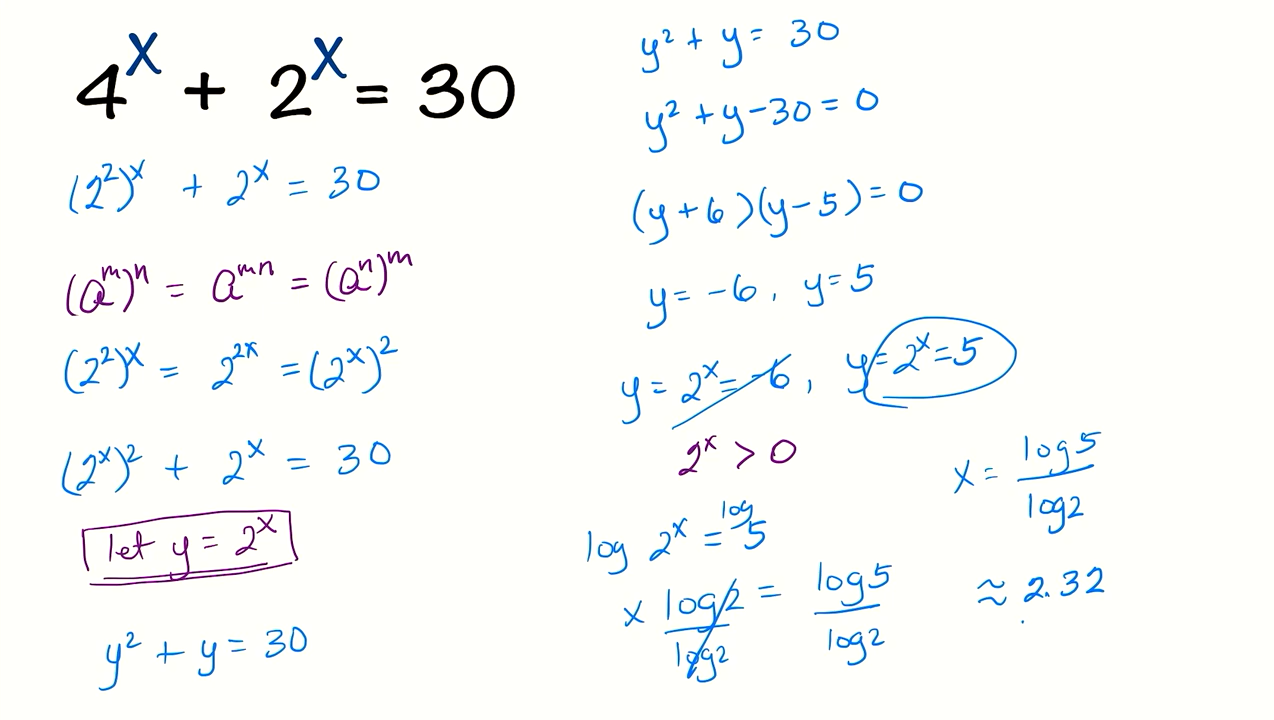 4^x + 2^x = 30
(2^2)^x + 2^x = 30
(a^m)^n = a^{mn} = (a^n)^m
(2^2)^x = 2^{2x} = (2^x)^2
(2^x)^2 + 2^x = 30
let y = 2^x
y^2 + y = 30
y^2 + y = 30
y^2 + y - 30 = 0
(y + 6)(y - 5) = 0
y = -6, y = 5
y = 2^x = -6, y = 2^x = 5
2^x > 0
log 2^x = log 5
x log2/log2 = log5/log2
x = log5/log2
≈ 2.32